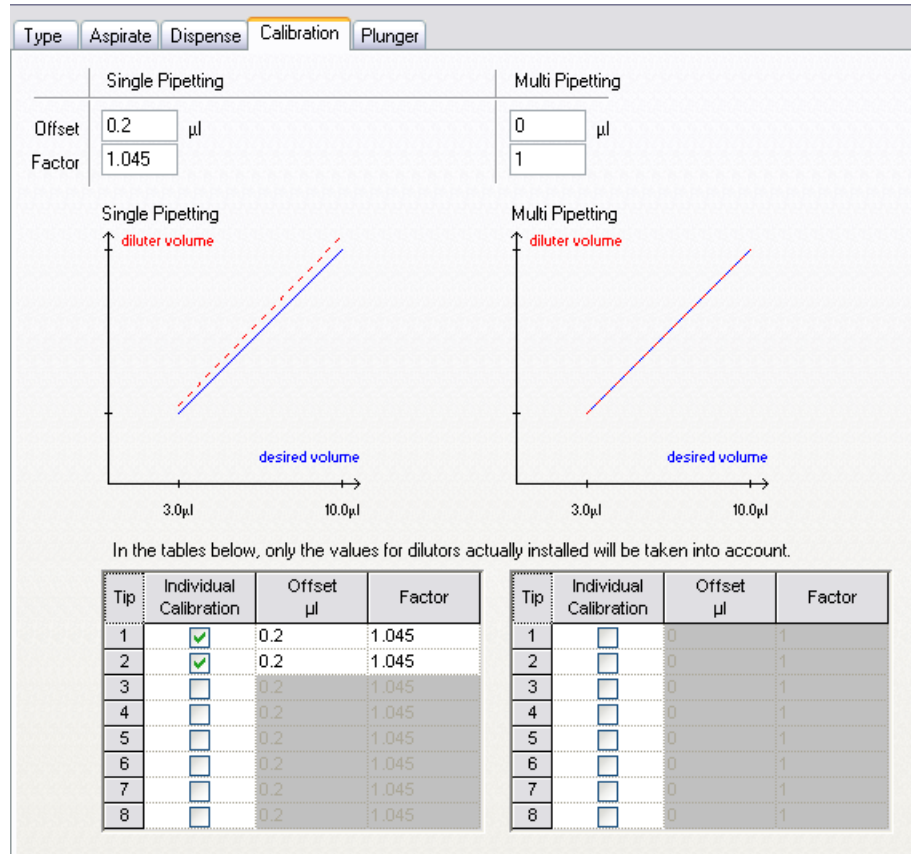 Type Aspirate Dispense Calibration Plunger
Single Pipetting Multi Pipetting
Offset 0.2 µl 0 µl
Factor 1.045 1
Single Pipetting Multi Pipetting
diluter volume diluter volume
desired volume desired volume
3.0µl 10.0µl 3.0µl 10.0µl
In the tables below, only the values for dilutors actually installed will be taken into account.
Tip Individual Calibration Offset µl Factor Tip Individual Calibration Offset µl Factor
1 0.2 1.045 1 0 1
2 0.2 1.045 2 0 1
3 0.2 1.045 3 0 1
4 0.2 1.045 4 0 1
5 0.2 1.045 5 0 1
6 0.2 1.045 6 0 1
7 0.2 1.045 7 0 1
8 0.2 1.045 8 0 1